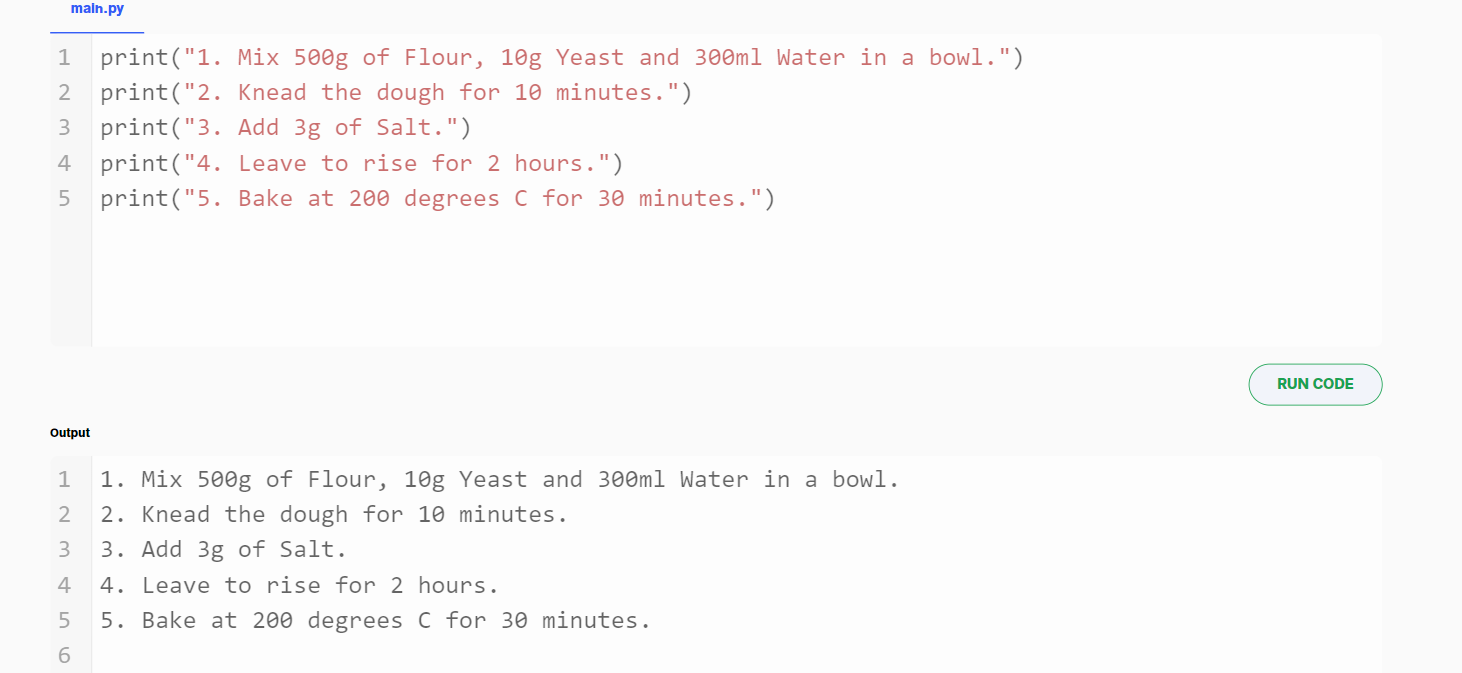 main.py
1 print("1. Mix 500g of Flour, 10g Yeast and 300ml Water in a bowl.")
2 print("2. Knead the dough for 10 minutes.")
3 print("3. Add 3g of Salt.")
4 print("4. Leave to rise for 2 hours.")
5 print("5. Bake at 200 degrees C for 30 minutes.")
RUN CODE
Output
1 1. Mix 500g of Flour, 10g Yeast and 300ml Water in a bowl.
2 2. Knead the dough for 10 minutes.
3 3. Add 3g of Salt.
4 4. Leave to rise for 2 hours.
5 5. Bake at 200 degrees C for 30 minutes.
6